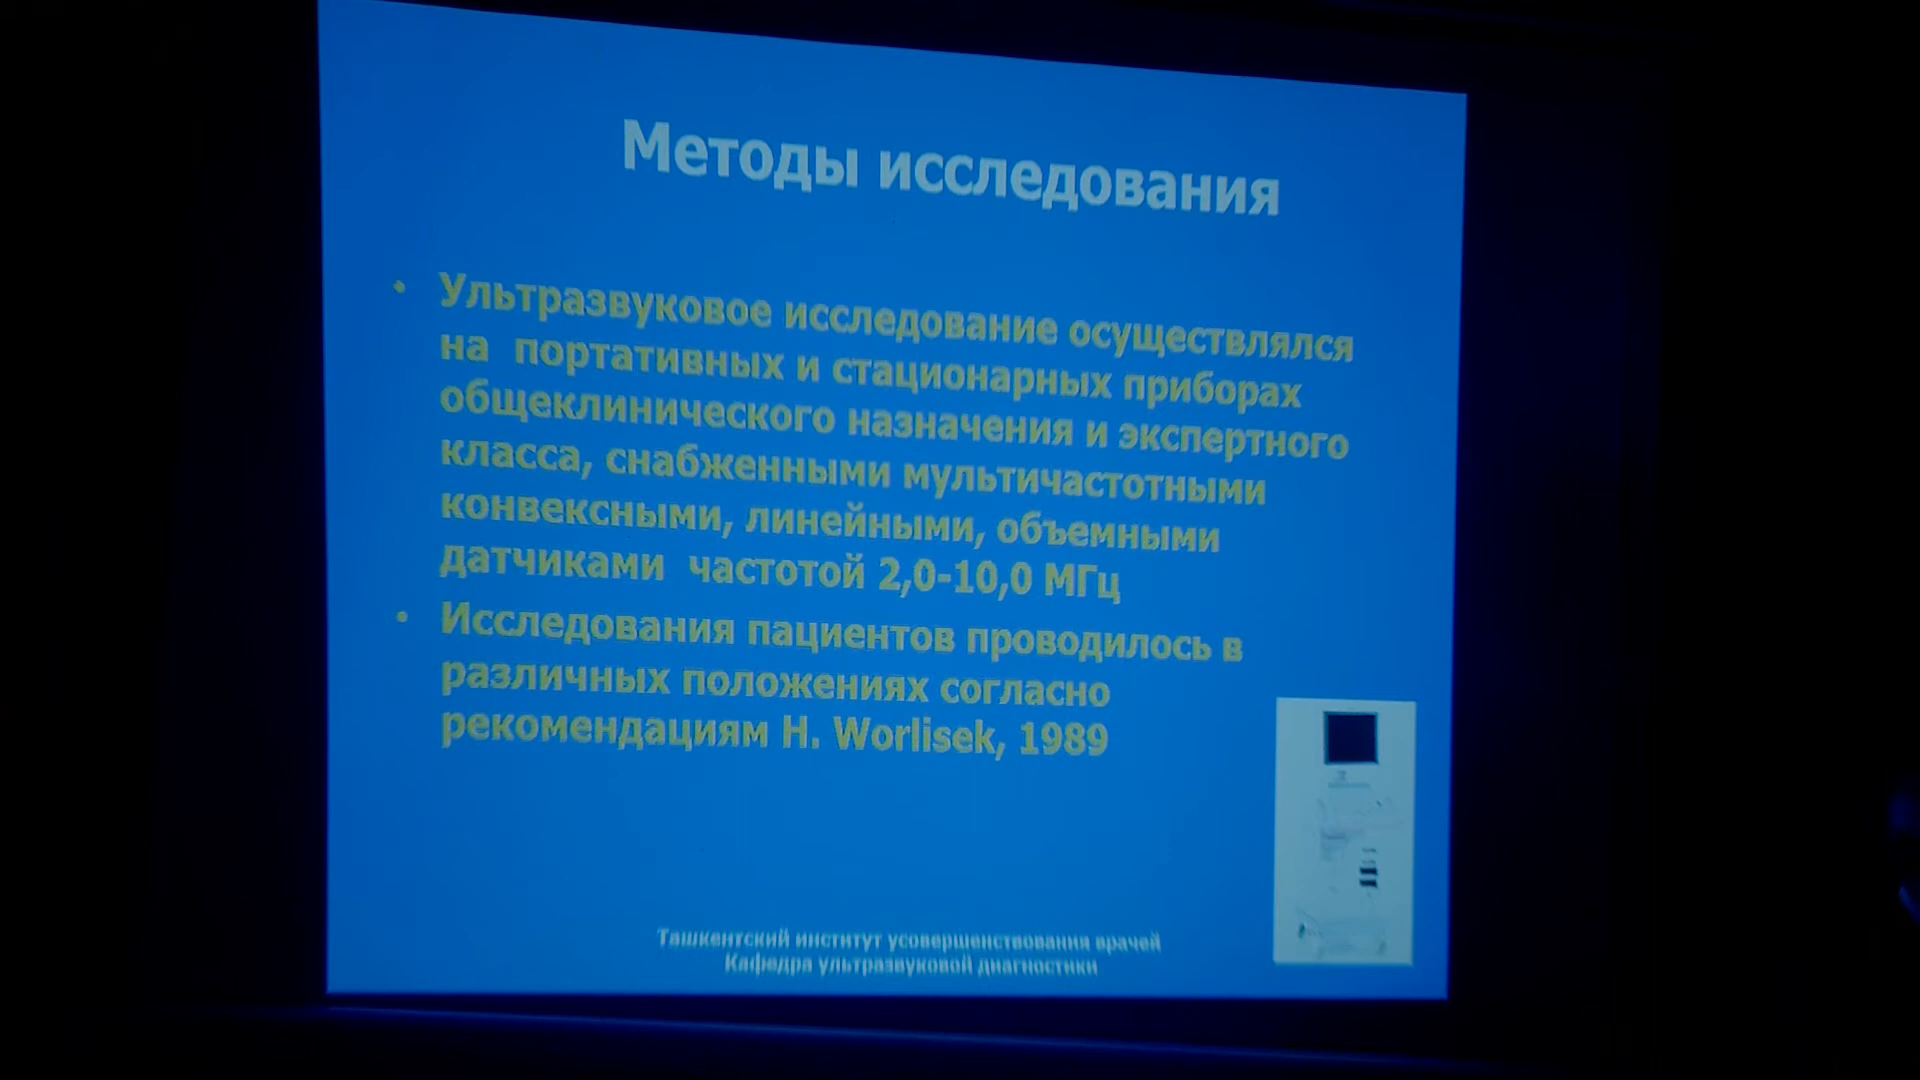 Методы исследования
• Ультразвуковое исследование осуществлялся
на портативных и стационарных приборах
общеклинического назначения и экспертного
класса, снабженными мультичастотными
конвексными, линейными, объемными
датчиками частотой 2,0-10,0 МГц
• Исследования пациентов проводилось в
различных положениях согласно
рекомендациям H. Worlisek, 1989
Ташкентский институт усовершенствования врачей
Кафедра ультразвуковой диагностики